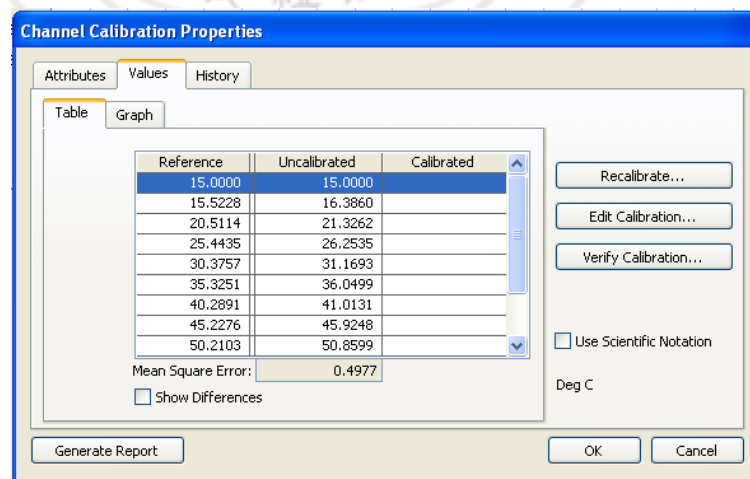 Channel Calibration Properties
Attributes Values History
Table Graph
Reference Uncalibrated Calibrated
15.0000 15.0000
15.5228 16.3860
20.5114 21.3262
25.4435 26.2535
30.3757 31.1693
35.3251 36.0499
40.2891 41.0131
45.2276 45.9248
50.2103 50.8599
Mean Square Error: 0.4977
Show Differences
Recalibrate...
Edit Calibration...
Verify Calibration...
Use Scientific Notation
Deg C
Generate Report OK Cancel